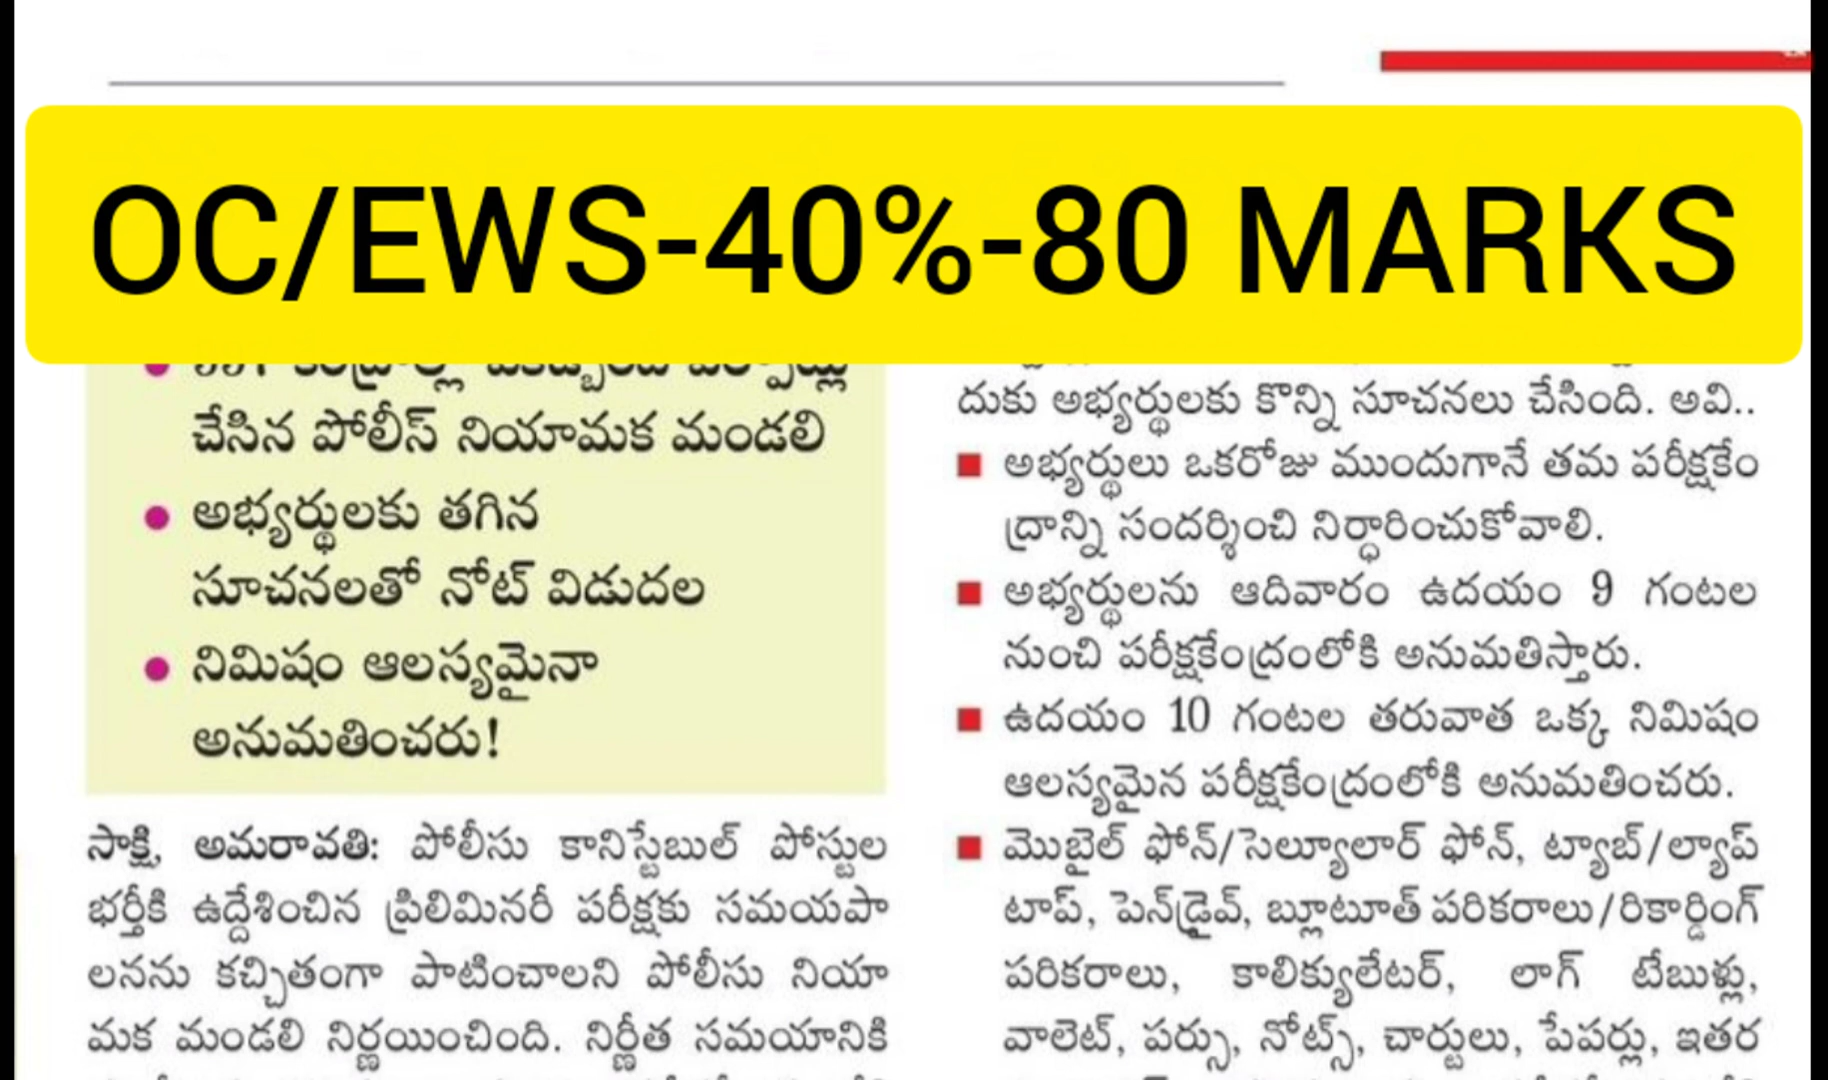 OC/EWS-40%-80 MARKS
చేసిన పోలీస్ నియామక మండలి
• అభ్యర్థులకు తగిన
సూచనలతో నోట్ విడుదల
• నిమిషం ఆలస్యమైనా
అనుమతించరు!
సాక్షి, అమరావతి: పోలీసు కానిస్టేబుల్ పోస్టుల
భర్తీకి ఉద్దేశించిన ప్రిలిమినరీ పరీక్షకు సమయపా
లనను కచ్చితంగా పాటించాలని పోలీసు నియా
మక మండలి నిర్ణయించింది. నిర్ణీత సమయానికి
దుకు అభ్యర్థులకు కొన్ని సూచనలు చేసింది. అవి..
■ అభ్యర్థులు ఒకరోజు ముందుగానే తమ పరీక్షకేం
ద్రాన్ని సందర్శించి నిర్ధారించుకోవాలి.
■ అభ్యర్థులను ఆదివారం ఉదయం 9 గంటల
నుంచి పరీక్షకేంద్రంలోకి అనుమతిస్తారు.
■ ఉదయం 10 గంటల తరువాత ఒక్క నిమిషం
ఆలస్యమైన పరీక్షకేంద్రంలోకి అనుమతించరు.
■ మొబైల్ ఫోన్/సెల్యూలార్ ఫోన్, ట్యాబ్/ల్యాప్
టాప్, పెన్‌డ్రైవ్, బ్లూటూత్ పరికరాలు/రికార్డింగ్
పరికరాలు, కాలిక్యులేటర్, లాగ్ టేబుళ్లు,
వాలెట్, పర్సు, నోట్స్, చార్టులు, పేపర్లు, ఇతర